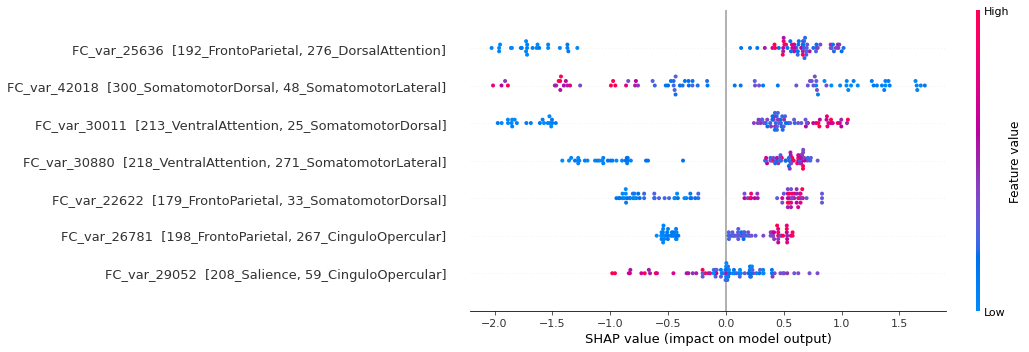 High
FC_var_25636 [192_FrontoParietal, 276_DorsalAttention]
FC_var_42018 [300_SomatomotorDorsal, 48_SomatomotorLateral]
FC_var_30011 [213_VentralAttention, 25_SomatomotorDorsal]
FC_var_30880 [218_VentralAttention, 271_SomatomotorLateral]
FC_var_22622 [179_FrontoParietal, 33_SomatomotorDorsal]
FC_var_26781 [198_FrontoParietal, 267_CinguloOpercular]
FC_var_29052 [208_Salience, 59_CinguloOpercular]
Feature value
Low
−2.0 −1.5 −1.0 −0.5 0.0 0.5 1.0 1.5
SHAP value (impact on model output)